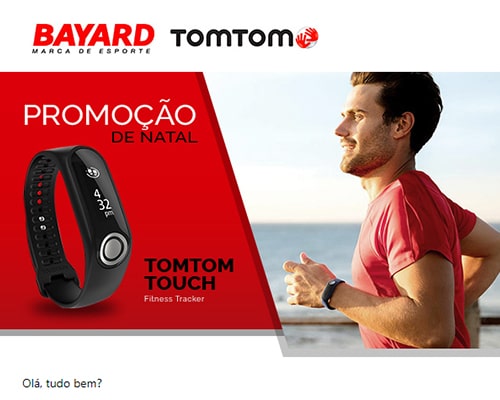 BAYARD TOMTOM
MARCA DE ESPORTE
PROMOÇÃO
DE NATAL
4
32
pm
TOMTOM
TOUCH
Fitness Tracker
Olá, tudo bem?